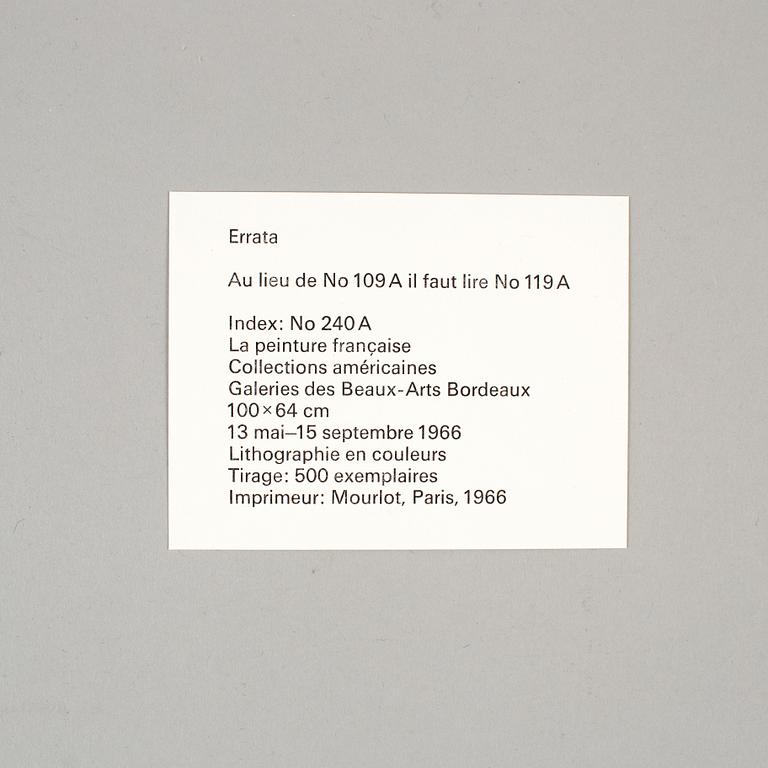 Errata
Au lieu de No 109 A il faut lire No 119 A
Index: No 240 A
La peinture française
Collections américaines
Galeries des Beaux-Arts Bordeaux
100 × 64 cm
13 mai–15 septembre 1966
Lithographie en couleurs
Tirage: 500 exemplaires
Imprimeur: Mourlot, Paris, 1966